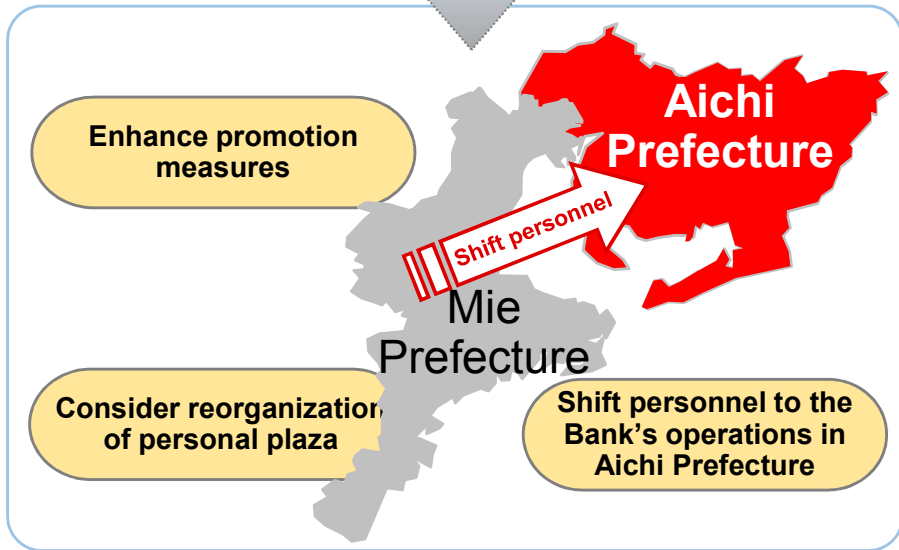 Aichi
Prefecture
Enhance promotion
measures
Shift personnel
Mie
Prefecture
Consider reorganization
of personal plaza
Shift personnel to the
Bank's operations in
Aichi Prefecture